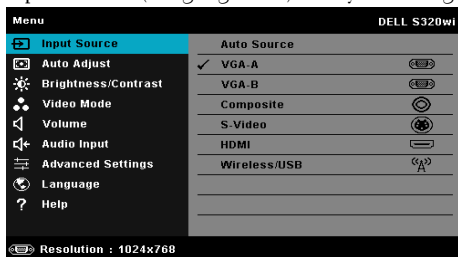 Menu DELL S320wi
Input Source
Auto Adjust
Brightness/Contrast
Video Mode
Volume
Audio Input
Advanced Settings
Language
Help
Auto Source
VGA-A
VGA-B
Composite
S-Video
HDMI
Wireless/USB
Resolution : 1024x768